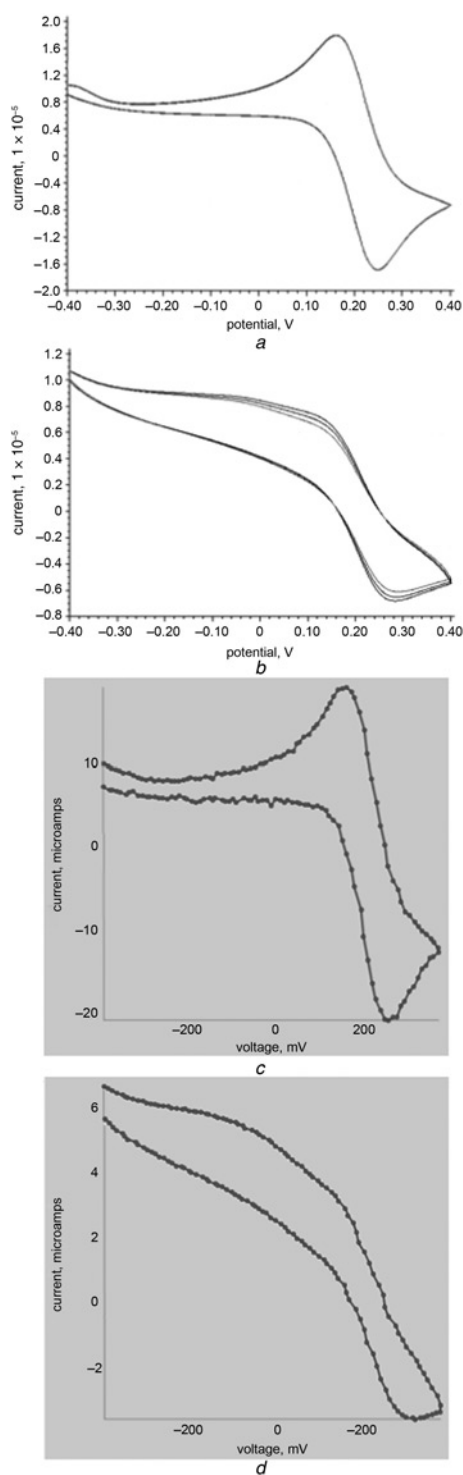 2.0
1.6
1.2
0.8
0.4
0
–0.4
–0.8
–1.2
–1.6
–2.0
current, 1 × 10⁻⁵
–0.40 –0.30 –0.20 –0.10 0 0.10 0.20 0.30 0.40
potential, V
a
1.2
1.0
0.8
0.6
0.4
0.2
0
–0.2
–0.4
–0.6
–0.8
current, 1 × 10⁻⁵
–0.40 –0.30 –0.20 –0.10 0 0.10 0.20 0.30 0.40
potential, V
b
10
0
–10
–20
current, microamps
–200 0 200
voltage, mV
c
6
4
2
0
–2
current, microamps
–200 0 –200
voltage, mV
d